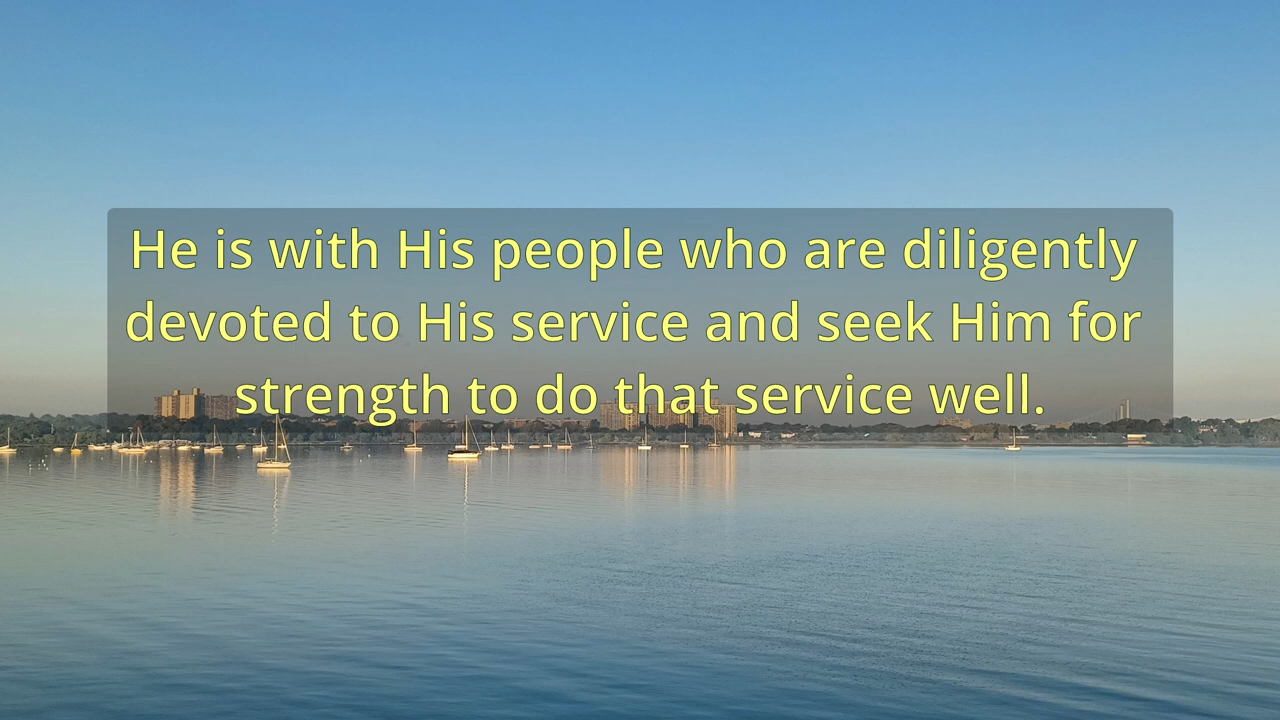 He is with His people who are diligently
devoted to His service and seek Him for
strength to do that service well.